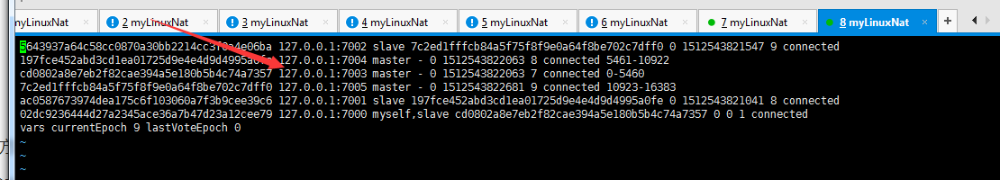 myLinuxNat
2 myLinuxNat
3 myLinuxNat
4 myLinuxNat
5 myLinuxNat
6 myLinuxNat
7 myLinuxNat
8 myLinuxNat
5643937a64c58cc0870a30bb2214cc3f0a4e06ba 127.0.0.1:7002 slave 7c2ed1fffcb84a5f75f8f9e0a64f8be702c7dff0 0 1512543821547 9 connected
197fce452abd3cd1ea01725d9e4e4d9d4995a0fe 127.0.0.1:7004 master - 0 1512543822063 8 connected 5461-10922
cd0802a8e7eb2f82cae394a5e180b5b4c74a7357 127.0.0.1:7003 master - 0 1512543822063 7 connected 0-5460
7c2ed1fffcb84a5f75f8f9e0a64f8be702c7dff0 127.0.0.1:7005 master - 0 1512543822681 9 connected 10923-16383
ac0587673974dea175c6f103060a7f3b9cee39c6 127.0.0.1:7001 slave 197fce452abd3cd1ea01725d9e4e4d9d4995a0fe 0 1512543821041 8 connected
02dc9236444d27a2345ace36a7b47d23a12cee79 127.0.0.1:7000 myself,slave cd0802a8e7eb2f82cae394a5e180b5b4c74a7357 0 0 1 connected
vars currentEpoch 9 lastVoteEpoch 0
~
~
~